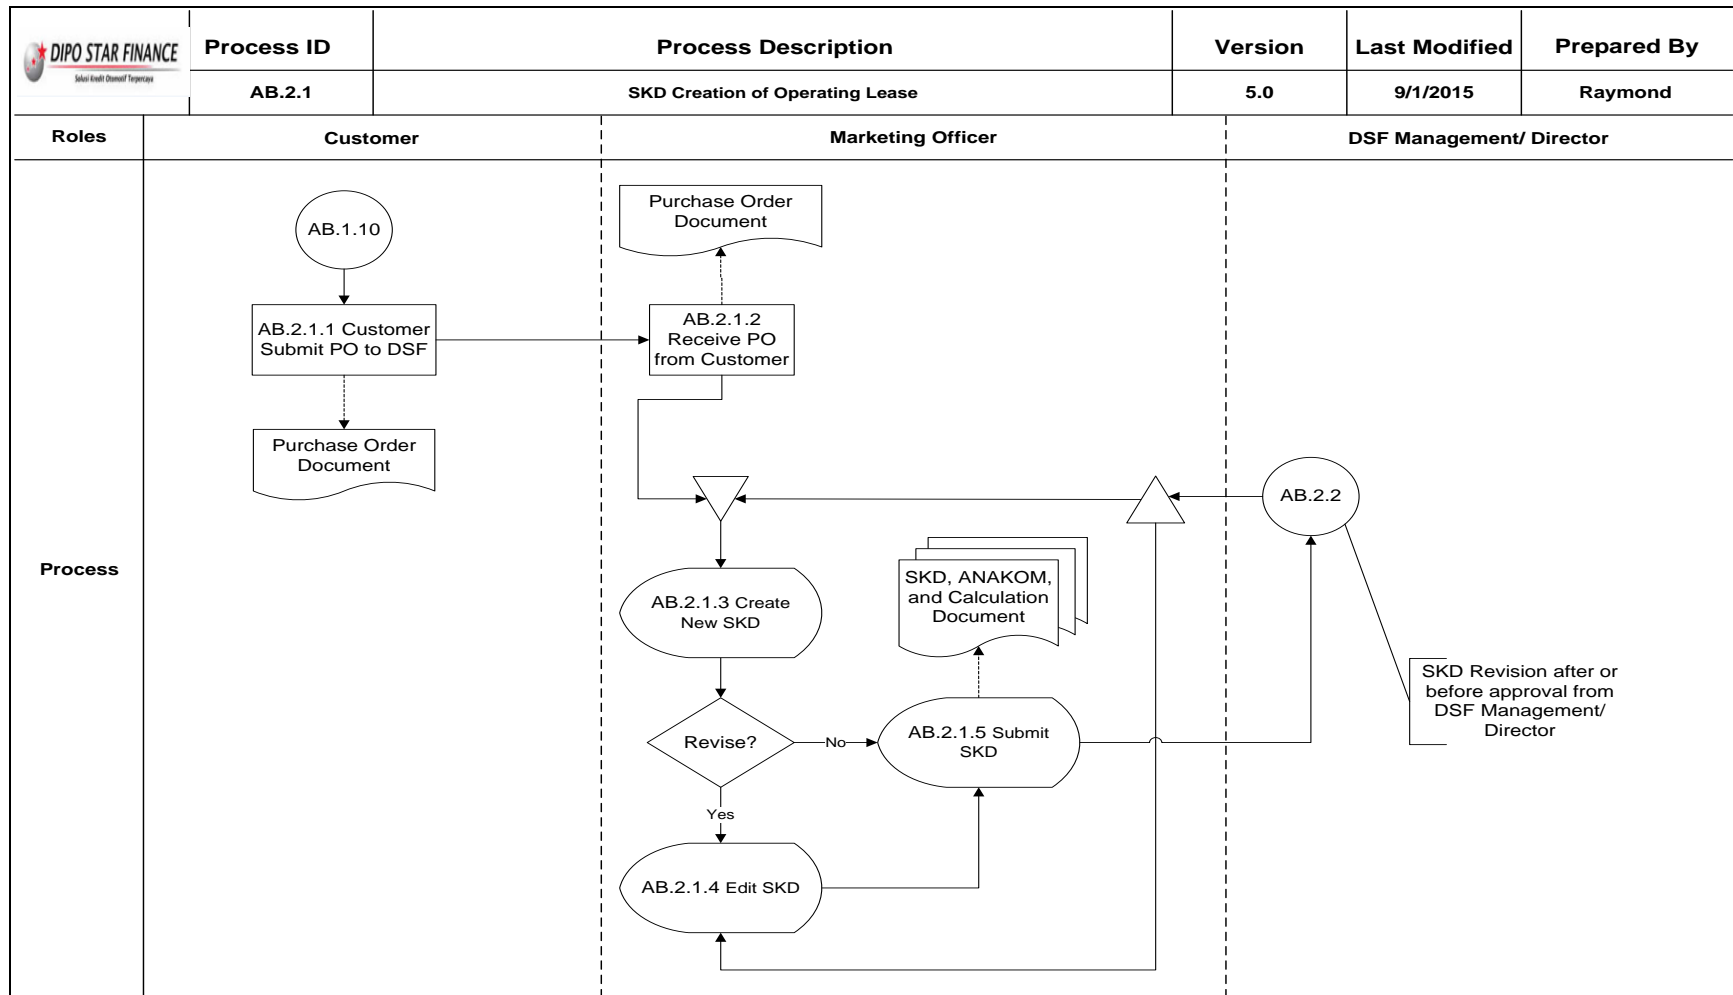 DIPO STAR FINANCE
Solusi Kredit Otomotif Terpercaya
Process ID
Process Description
Version
Last Modified
Prepared By
AB.2.1
SKD Creation of Operating Lease
5.0
9/1/2015
Raymond
Roles
Customer
Marketing Officer
DSF Management/ Director
Process
AB.1.10
Purchase Order
Document
AB.2.1.1 Customer
Submit PO to DSF
AB.2.1.2
Receive PO
from Customer
Purchase Order
Document
AB.2.2
AB.2.1.3 Create
New SKD
SKD, ANAKOM,
and Calculation
Document
SKD Revision after or
before approval from
DSF Management/
Director
Revise?
No
AB.2.1.5 Submit
SKD
Yes
AB.2.1.4 Edit SKD